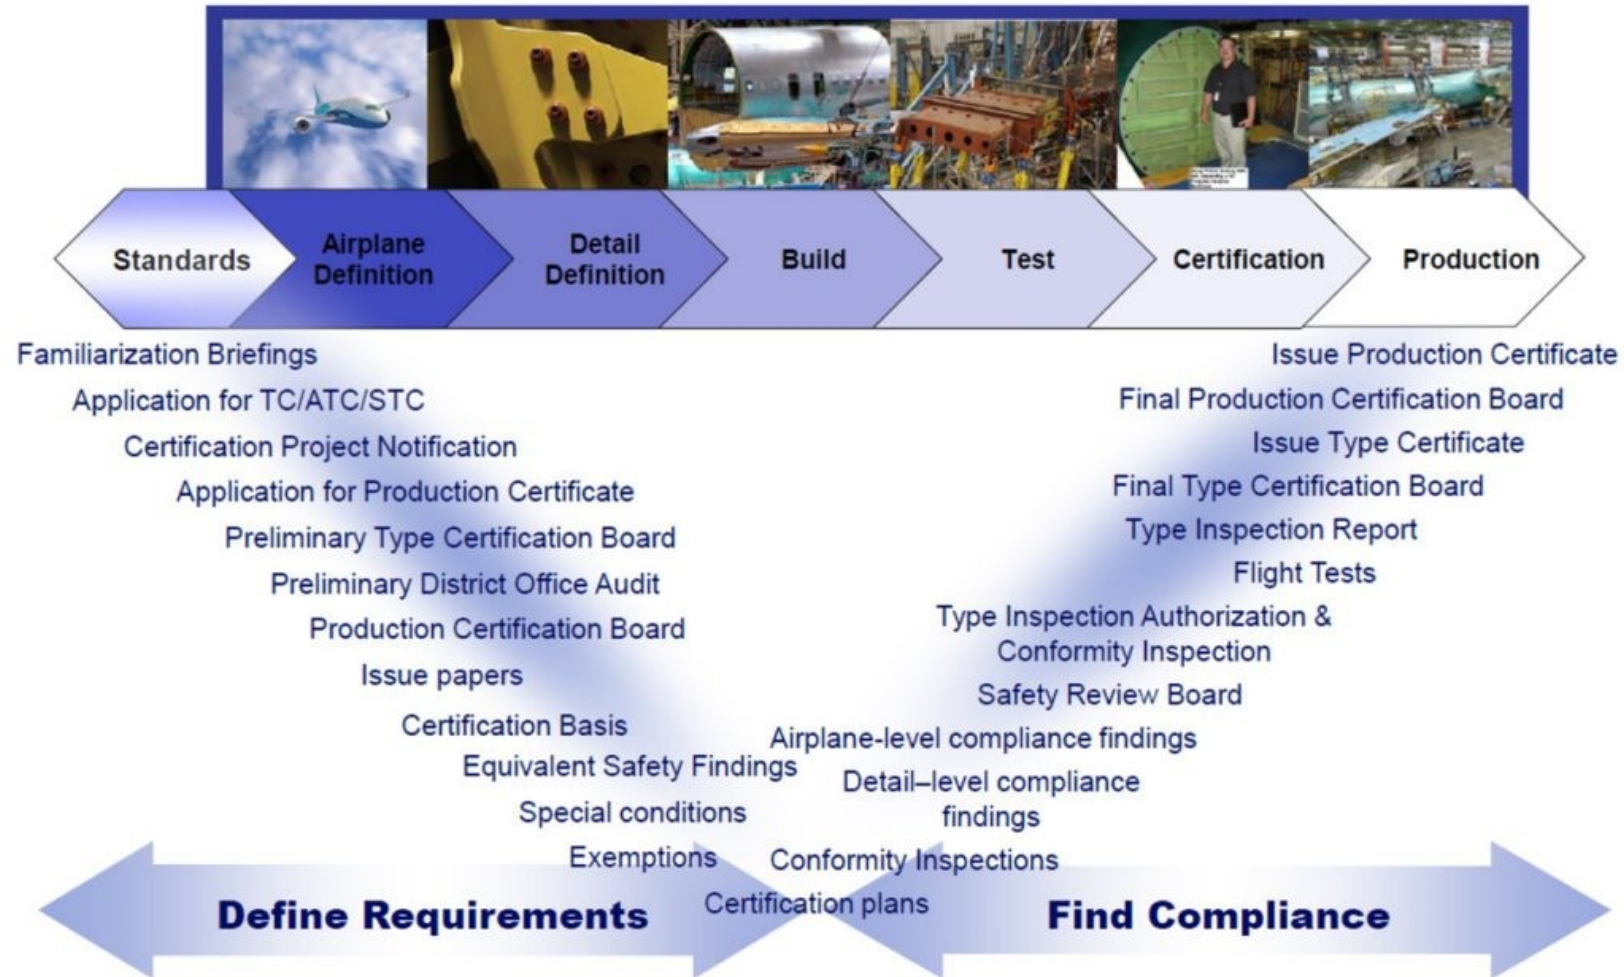 Standards
Airplane
Definition
Detail
Definition
Build
Test
Certification
Production
Familiarization Briefings
Application for TC/ATC/STC
Certification Project Notification
Application for Production Certificate
Preliminary Type Certification Board
Preliminary District Office Audit
Production Certification Board
Issue papers
Certification Basis
Equivalent Safety Findings
Special conditions
Exemptions
Certification plans
Issue Production Certificate
Final Production Certification Board
Issue Type Certificate
Final Type Certification Board
Type Inspection Report
Flight Tests
Type Inspection Authorization &
Conformity Inspection
Safety Review Board
Airplane-level compliance findings
Detail–level compliance
findings
Conformity Inspections
Define Requirements
Find Compliance